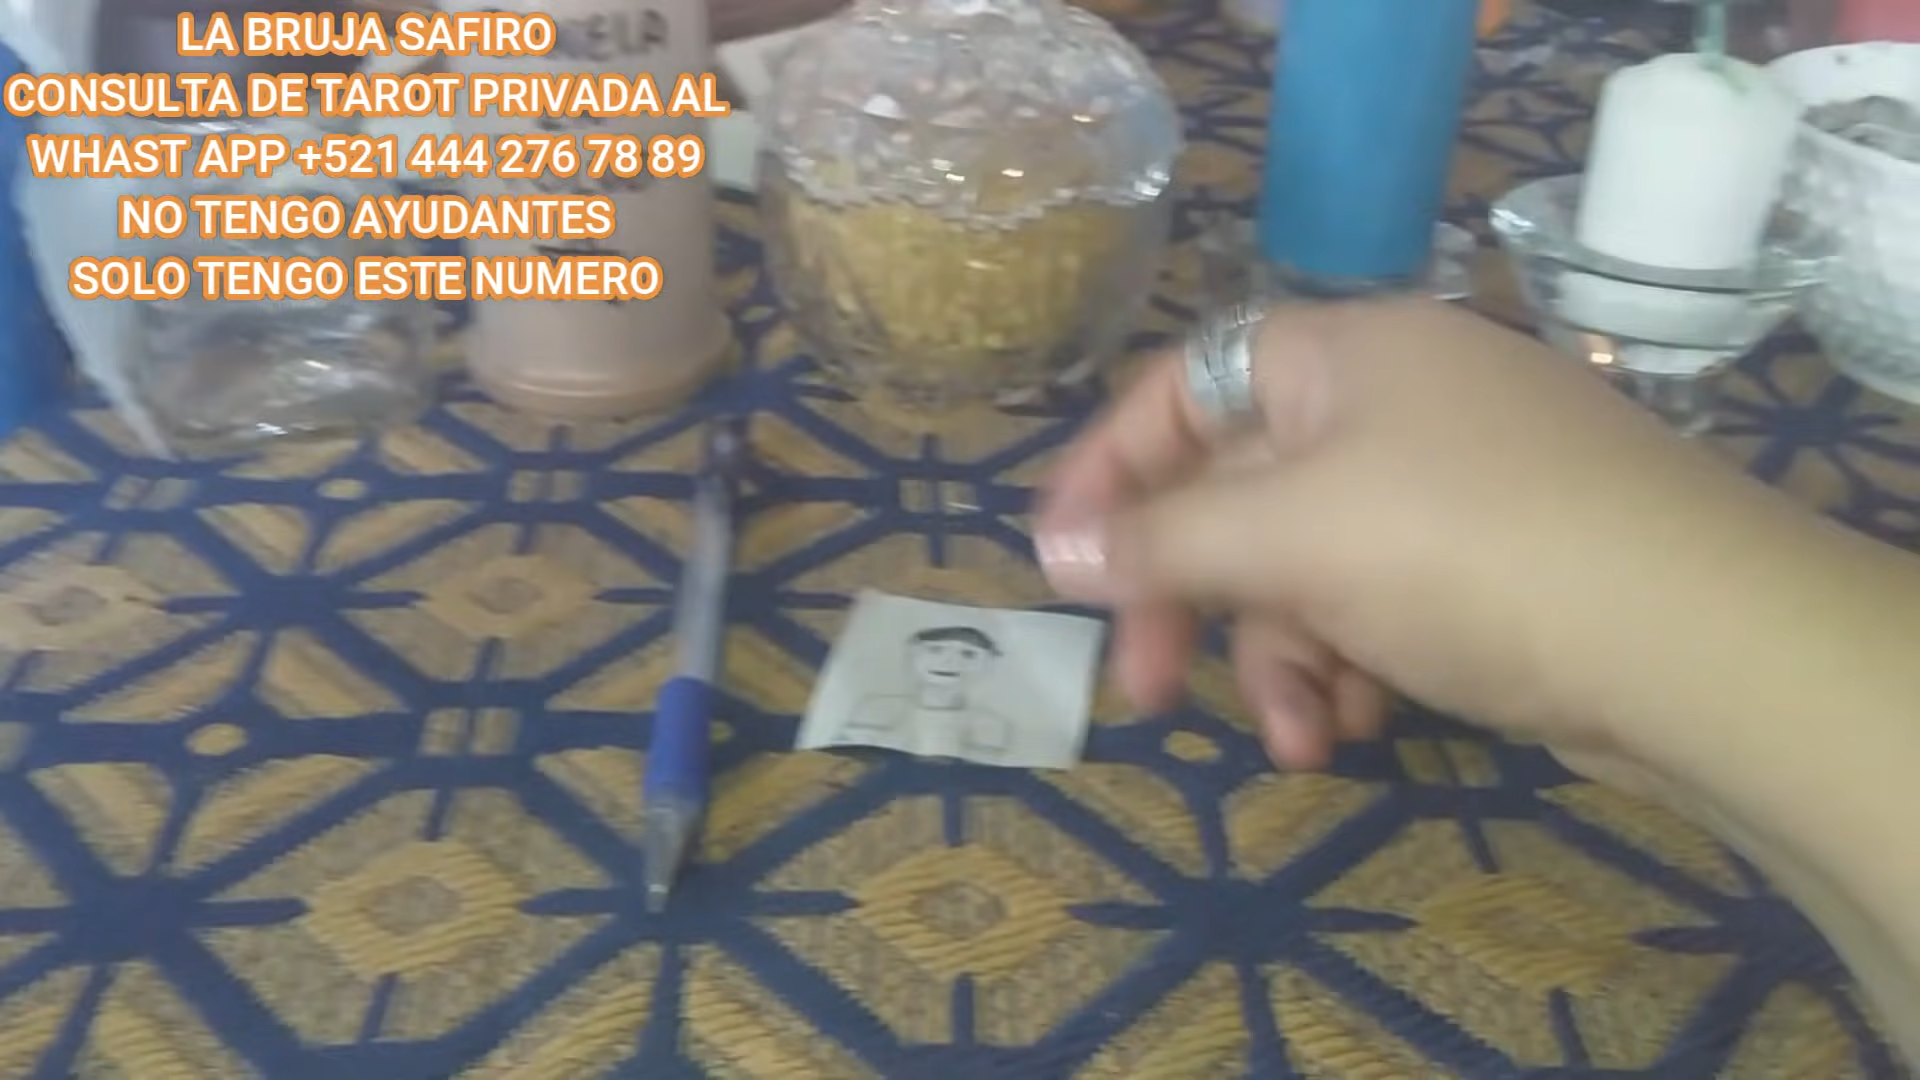 LA BRUJA SAFIRO
CONSULTA DE TAROT PRIVADA AL
WHAST APP +521 444 276 78 89
NO TENGO AYUDANTES
SOLO TENGO ESTE NUMERO